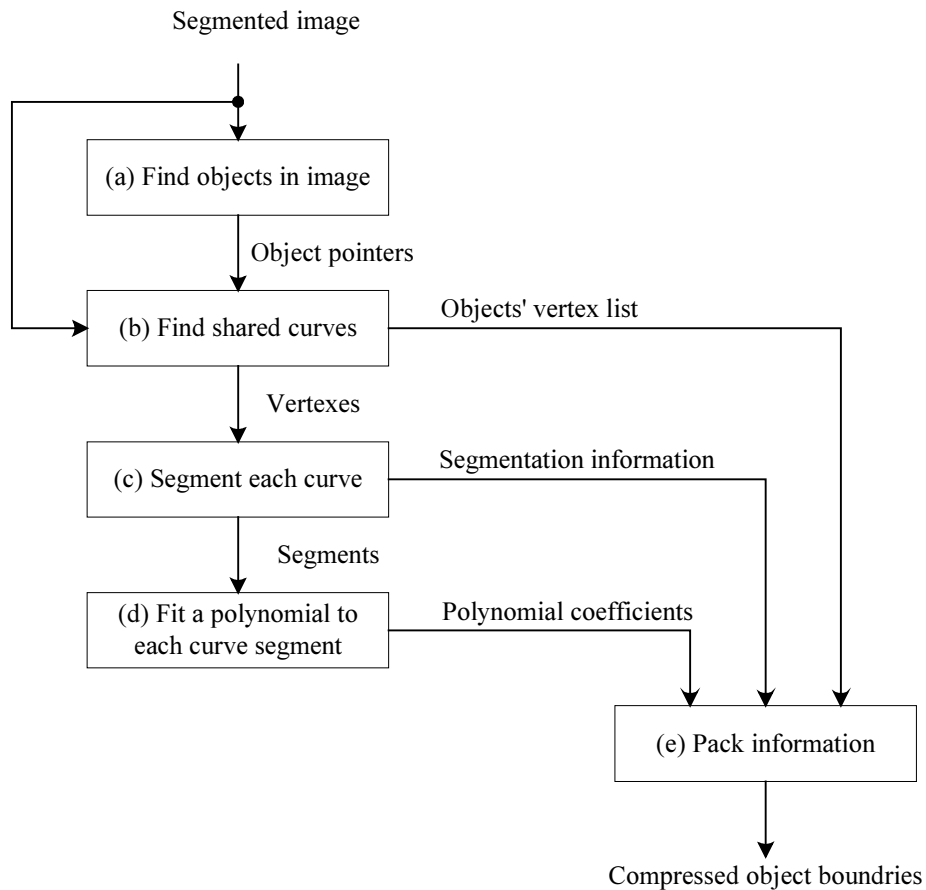 Segmented image
(a) Find objects in image
Object pointers
(b) Find shared curves
Objects' vertex list
Vertexes
(c) Segment each curve
Segmentation information
Segments
(d) Fit a polynomial to
each curve segment
Polynomial coefficients
(e) Pack information
Compressed object boundries